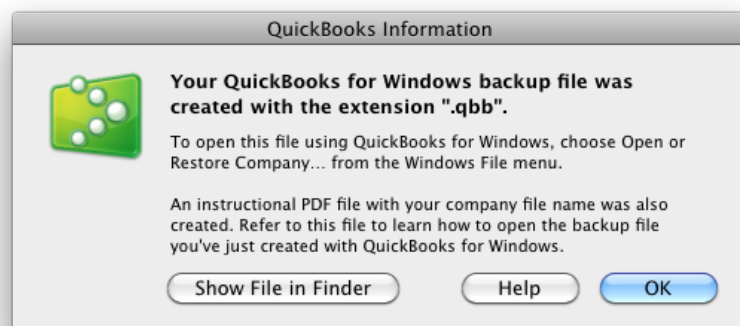 QuickBooks Information
Your QuickBooks for Windows backup file was
created with the extension ".qbb".
To open this file using QuickBooks for Windows, choose Open or
Restore Company... from the Windows File menu.
An instructional PDF file with your company file name was also
created. Refer to this file to learn how to open the backup file
you've just created with QuickBooks for Windows.
Show File in Finder
Help
OK